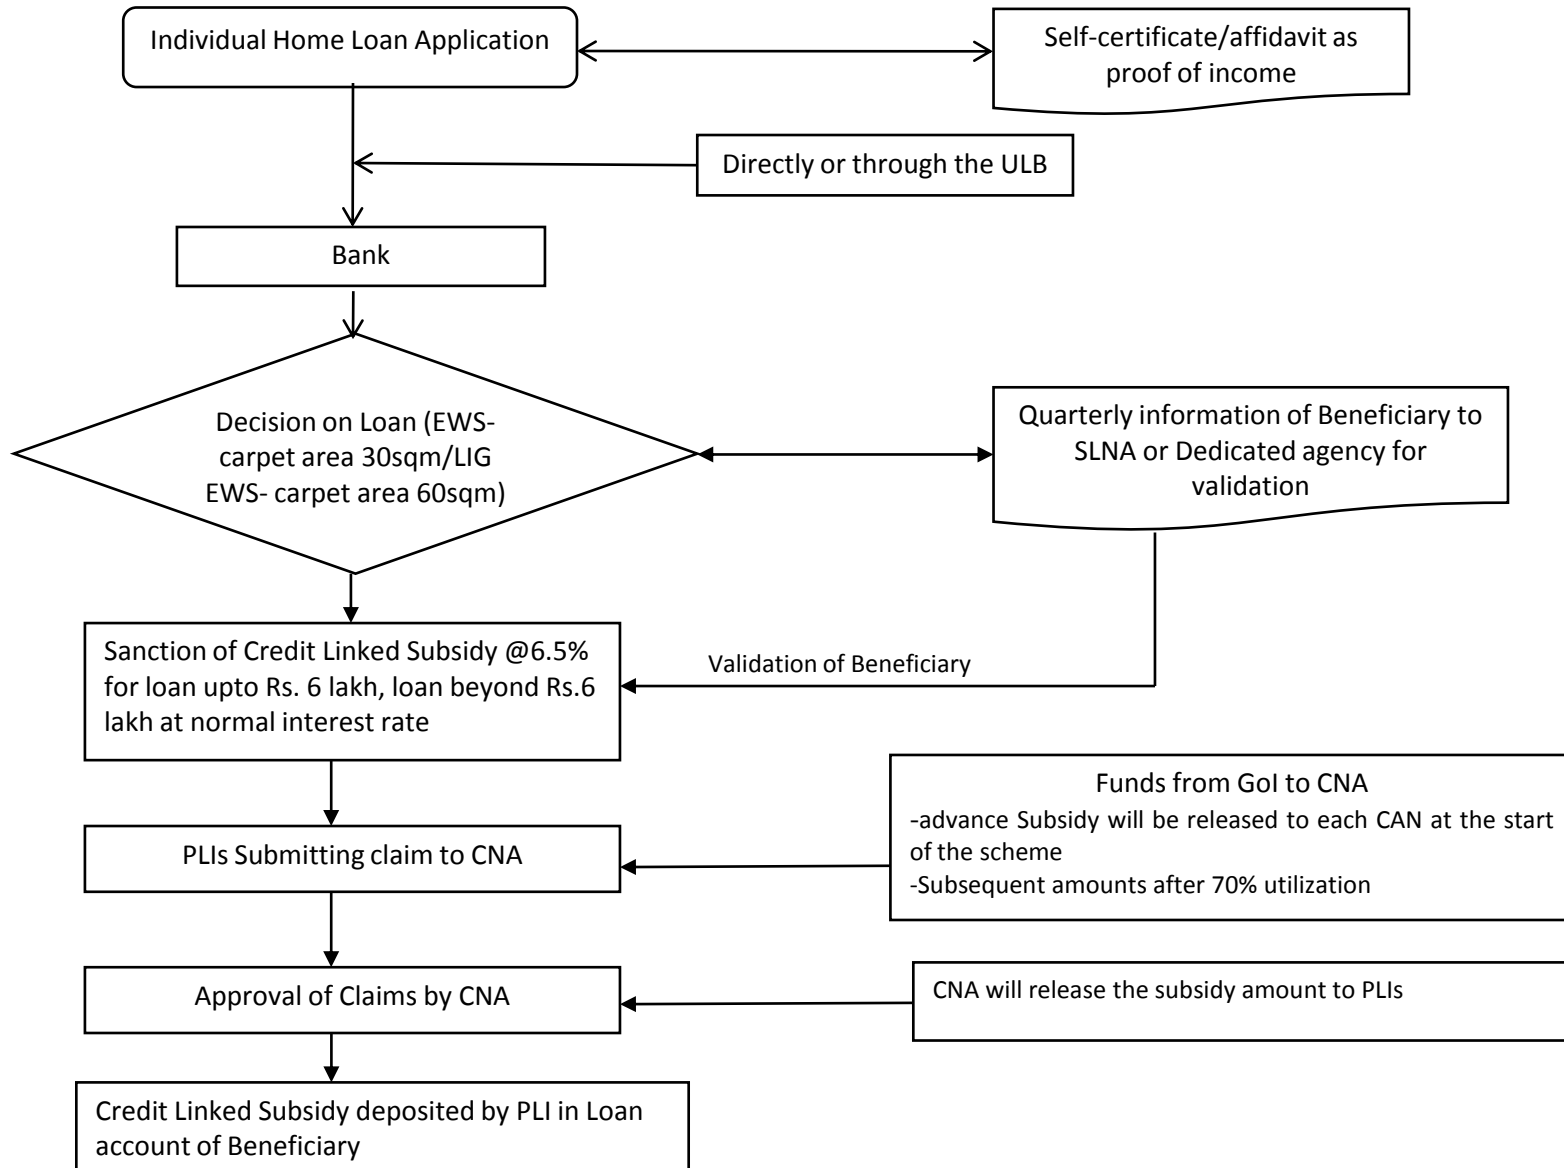 Individual Home Loan Application
Self-certificate/affidavit as
proof of income
Directly or through the ULB
Bank
Decision on Loan (EWS-
carpet area 30sqm/LIG
EWS- carpet area 60sqm)
Quarterly information of Beneficiary to
SLNA or Dedicated agency for
validation
Sanction of Credit Linked Subsidy @6.5%
for loan upto Rs. 6 lakh, loan beyond Rs.6
lakh at normal interest rate
Validation of Beneficiary
Funds from GoI to CNA
-advance Subsidy will be released to each CAN at the start
of the scheme
-Subsequent amounts after 70% utilization
PLIs Submitting claim to CNA
Approval of Claims by CNA
CNA will release the subsidy amount to PLIs
Credit Linked Subsidy deposited by PLI in Loan
account of Beneficiary